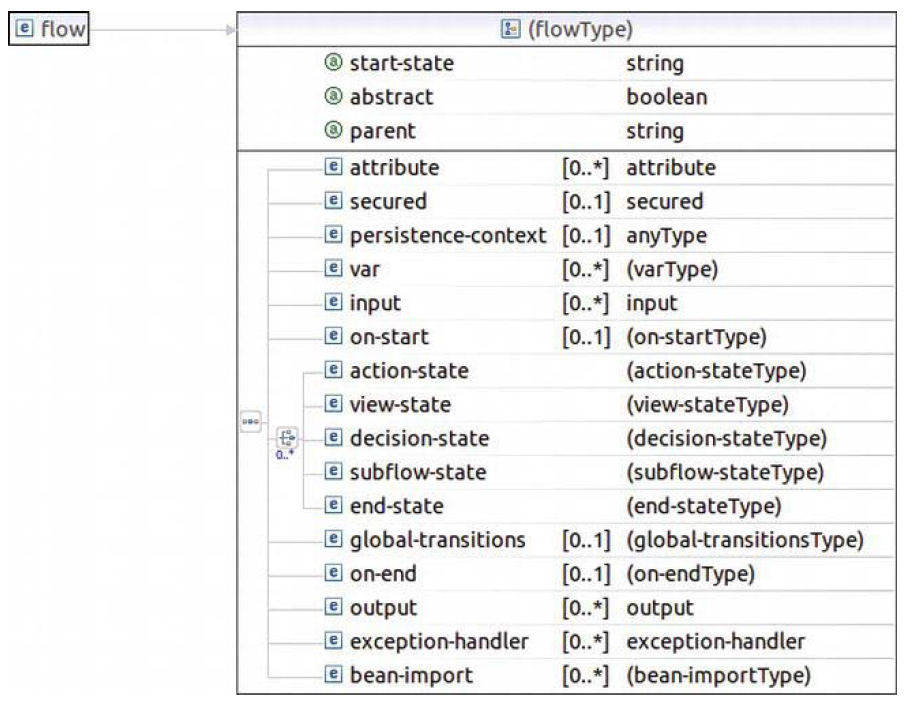 e flow
(flowType)
a start-state string
a abstract boolean
a parent string
e attribute [0..*] attribute
e secured [0..1] secured
e persistence-context [0..1] anyType
e var [0..*] (varType)
e input [0..*] input
e on-start [0..1] (on-startType)
e action-state (action-stateType)
e view-state (view-stateType)
e decision-state (decision-stateType)
0..*
e subflow-state (subflow-stateType)
e end-state (end-stateType)
e global-transitions [0..1] (global-transitionsType)
e on-end [0..1] (on-endType)
e output [0..*] output
e exception-handler [0..*] exception-handler
e bean-import [0..*] (bean-importType)